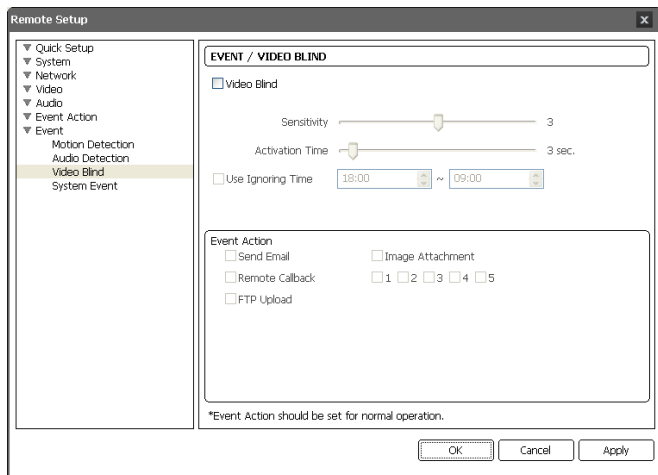 Remote Setup
x
Quick Setup
System
Network
Video
Audio
Event Action
Event
Motion Detection
Audio Detection
Video Blind
System Event
EVENT / VIDEO BLIND
Video Blind
Sensitivity 3
Activation Time 3 sec.
Use Ignoring Time 18:00 ~ 09:00
Event Action
Send Email Image Attachment
Remote Callback 1 2 3 4 5
FTP Upload
*Event Action should be set for normal operation.
OK Cancel Apply